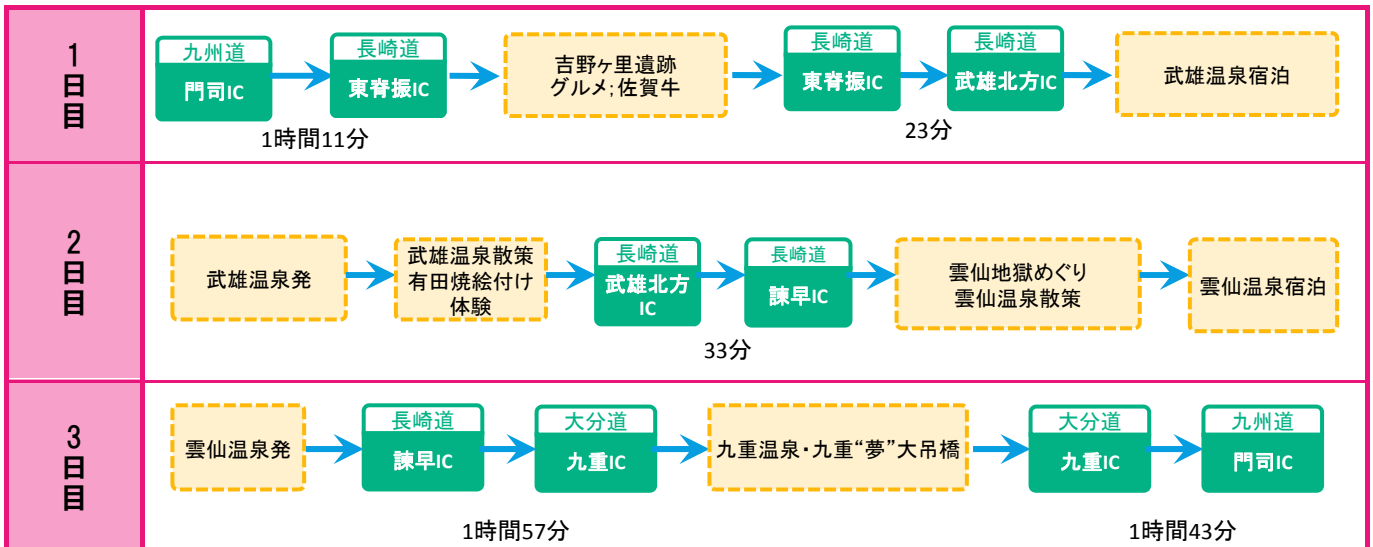 1日目
九州道
門司IC
長崎道
東脊振IC
1時間11分
吉野ヶ里遺跡
グルメ;佐賀牛
長崎道
東脊振IC
長崎道
武雄北方IC
23分
武雄温泉宿泊
2日目
武雄温泉発
武雄温泉散策
有田焼絵付け
体験
長崎道
武雄北方
IC
長崎道
諫早IC
33分
雲仙地獄めぐり
雲仙温泉散策
雲仙温泉宿泊
3日目
雲仙温泉発
長崎道
諫早IC
大分道
九重IC
1時間57分
九重温泉・九重“夢”大吊橋
大分道
九重IC
九州道
門司IC
1時間43分